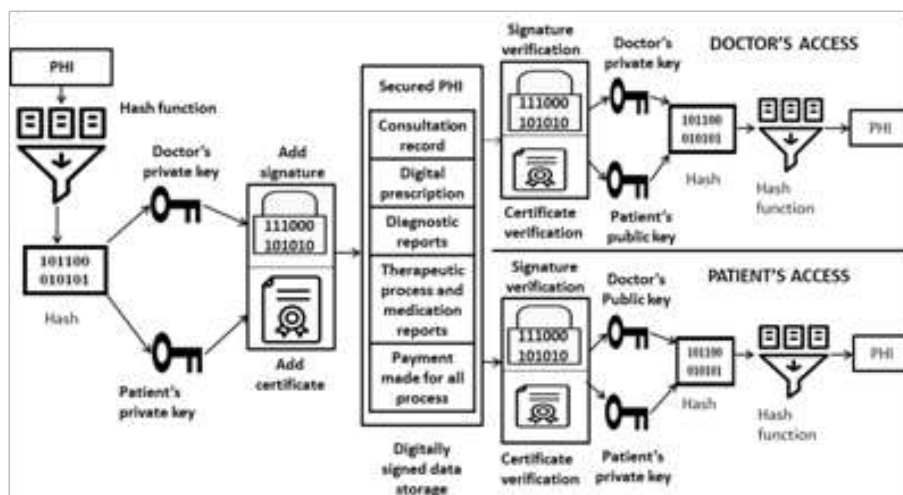 PHI
Hash function
101100
010101
Hash
Doctor's
private key
Patient's
private key
Add
signature
111000
101010
Add
certificate
Secured PHI
Consultation
record
Digital
prescription
Diagnostic
reports
Therapeutic
process and
medication
reports
Payment
made for all
process
Digitally
signed data
storage
DOCTOR'S ACCESS
Signature
verification
111000
101010
Certificate
verification
Doctor's
private key
Patient's
public key
101100
010101
Hash
Hash
function
PHI
PATIENT'S ACCESS
Signature
verification
111000
101010
Certificate
verification
Doctor's
Public key
Patient's
private key
101100
010101
Hash
Hash
function
PHI